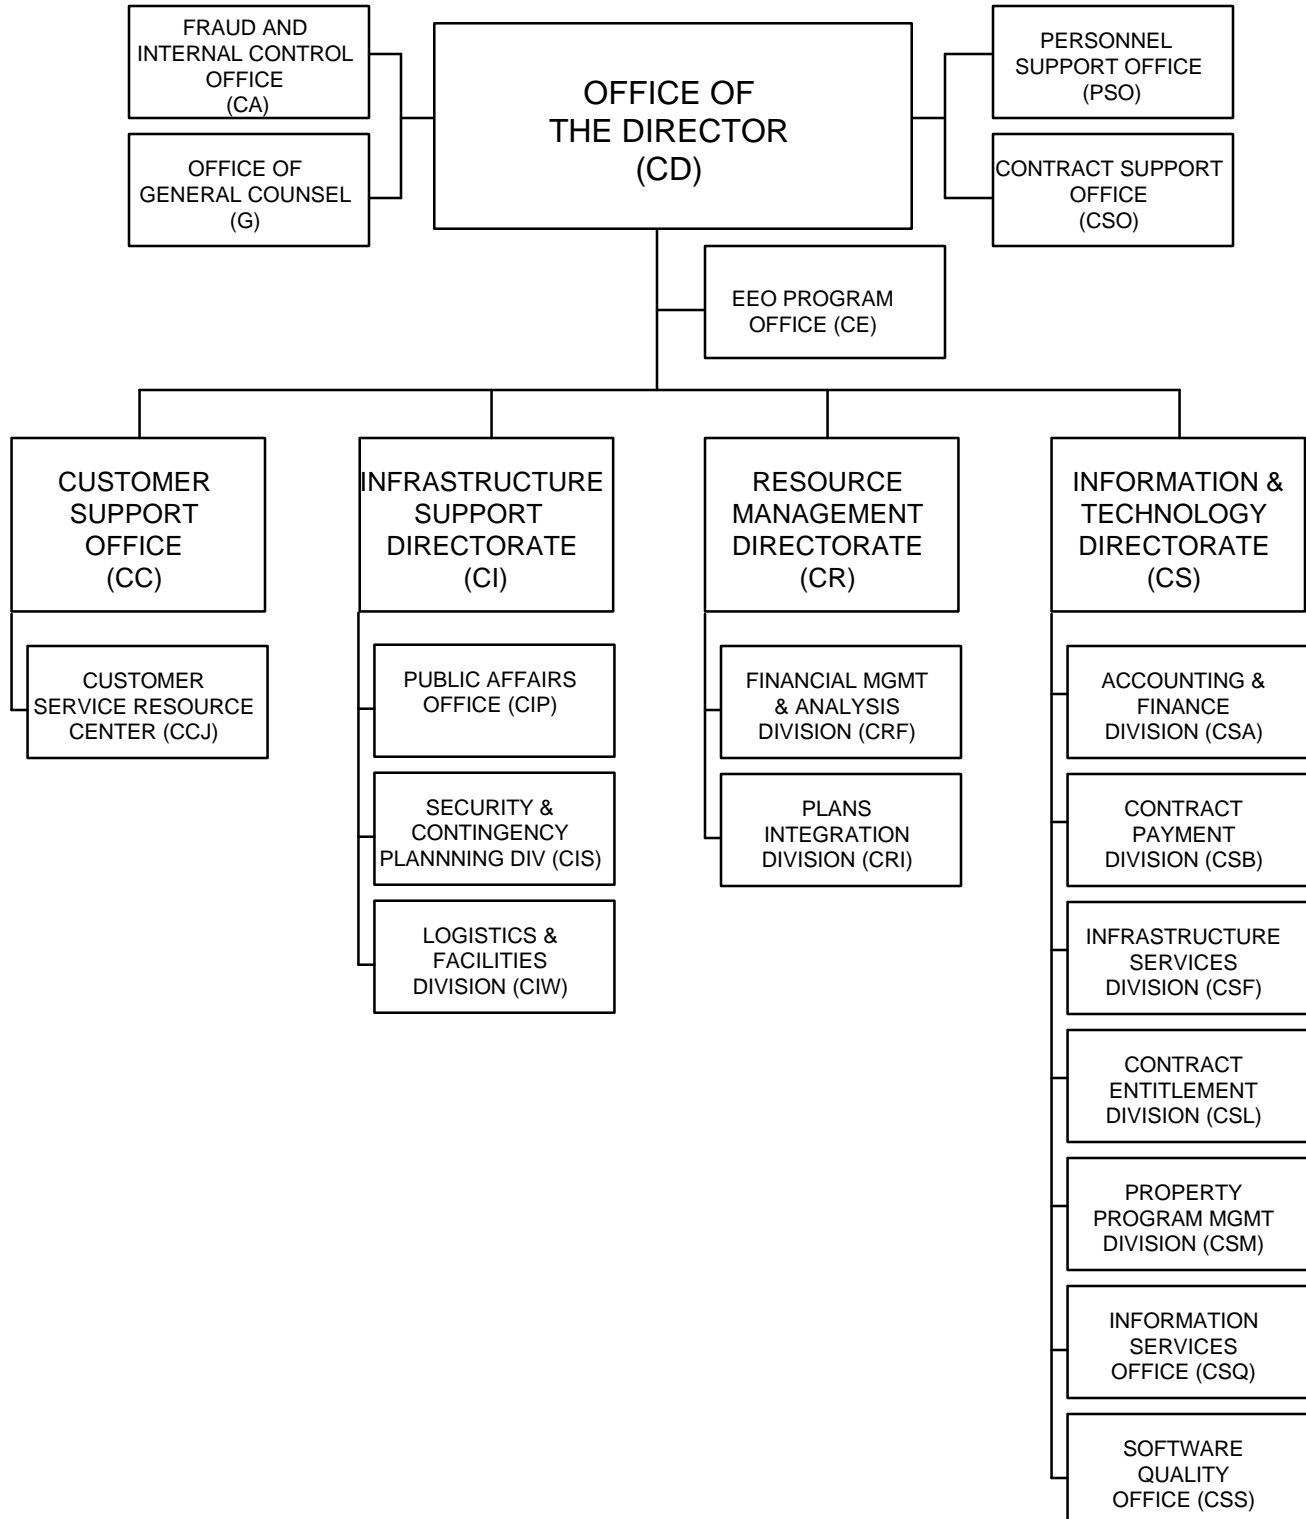 FRAUD AND
INTERNAL CONTROL
OFFICE
(CA)
OFFICE OF
GENERAL COUNSEL
(G)
OFFICE OF
THE DIRECTOR
(CD)
PERSONNEL
SUPPORT OFFICE
(PSO)
CONTRACT SUPPORT
OFFICE
(CSO)
EEO PROGRAM
OFFICE (CE)
CUSTOMER
SUPPORT
OFFICE
(CC)
INFRASTRUCTURE
SUPPORT
DIRECTORATE
(CI)
RESOURCE
MANAGEMENT
DIRECTORATE
(CR)
INFORMATION &
TECHNOLOGY
DIRECTORATE
(CS)
CUSTOMER
SERVICE RESOURCE
CENTER (CCJ)
PUBLIC AFFAIRS
OFFICE (CIP)
SECURITY &
CONTINGENCY
PLANNNING DIV (CIS)
LOGISTICS &
FACILITIES
DIVISION (CIW)
FINANCIAL MGMT
& ANALYSIS
DIVISION (CRF)
PLANS
INTEGRATION
DIVISION (CRI)
ACCOUNTING &
FINANCE
DIVISION (CSA)
CONTRACT
PAYMENT
DIVISION (CSB)
INFRASTRUCTURE
SERVICES
DIVISION (CSF)
CONTRACT
ENTITLEMENT
DIVISION (CSL)
PROPERTY
PROGRAM MGMT
DIVISION (CSM)
INFORMATION
SERVICES
OFFICE (CSQ)
SOFTWARE
QUALITY
OFFICE (CSS)